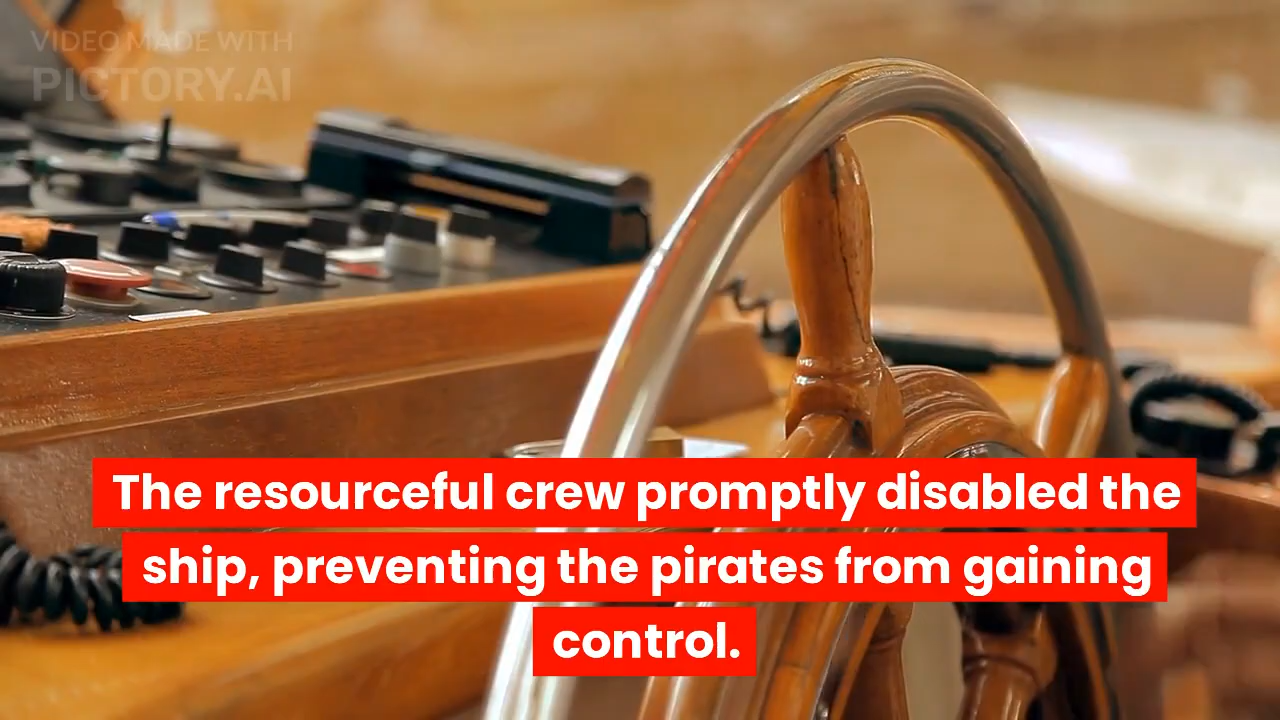 VIDEO MADE WITH
PICTORY.AI
The resourceful crew promptly disabled the
ship, preventing the pirates from gaining
control.